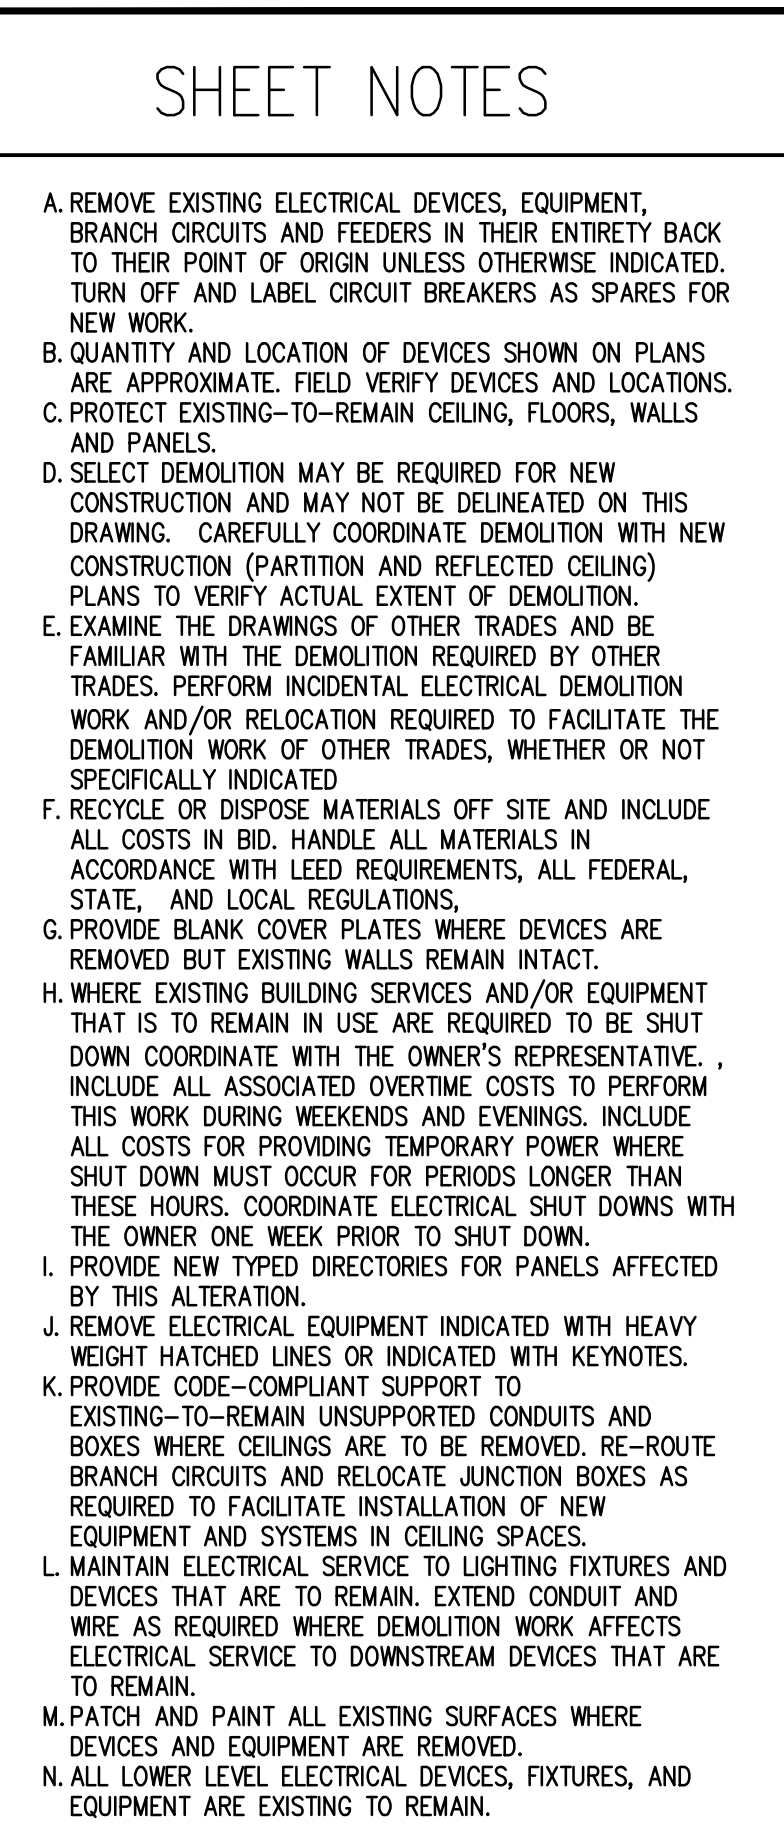 SHEET NOTES
A. REMOVE EXISTING ELECTRICAL DEVICES, EQUIPMENT,
BRANCH CIRCUITS AND FEEDERS IN THEIR ENTIRETY BACK
TO THEIR POINT OF ORIGIN UNLESS OTHERWISE INDICATED.
TURN OFF AND LABEL CIRCUIT BREAKERS AS SPARES FOR
NEW WORK.
B. QUANTITY AND LOCATION OF DEVICES SHOWN ON PLANS
ARE APPROXIMATE. FIELD VERIFY DEVICES AND LOCATIONS.
C. PROTECT EXISTING-TO-REMAIN CEILING, FLOORS, WALLS
AND PANELS.
D. SELECT DEMOLITION MAY BE REQUIRED FOR NEW
CONSTRUCTION AND MAY NOT BE DELINEATED ON THIS
DRAWING. CAREFULLY COORDINATE DEMOLITION WITH NEW
CONSTRUCTION (PARTITION AND REFLECTED CEILING)
PLANS TO VERIFY ACTUAL EXTENT OF DEMOLITION.
E. EXAMINE THE DRAWINGS OF OTHER TRADES AND BE
FAMILIAR WITH THE DEMOLITION REQUIRED BY OTHER
TRADES. PERFORM INCIDENTAL ELECTRICAL DEMOLITION
WORK AND/OR RELOCATION REQUIRED TO FACILITATE THE
DEMOLITION WORK OF OTHER TRADES, WHETHER OR NOT
SPECIFICALLY INDICATED
F. RECYCLE OR DISPOSE MATERIALS OFF SITE AND INCLUDE
ALL COSTS IN BID. HANDLE ALL MATERIALS IN
ACCORDANCE WITH LEED REQUIREMENTS, ALL FEDERAL,
STATE, AND LOCAL REGULATIONS,
G. PROVIDE BLANK COVER PLATES WHERE DEVICES ARE
REMOVED BUT EXISTING WALLS REMAIN INTACT.
H. WHERE EXISTING BUILDING SERVICES AND/OR EQUIPMENT
THAT IS TO REMAIN IN USE ARE REQUIRED TO BE SHUT
DOWN COORDINATE WITH THE OWNER'S REPRESENTATIVE. ,
INCLUDE ALL ASSOCIATED OVERTIME COSTS TO PERFORM
THIS WORK DURING WEEKENDS AND EVENINGS. INCLUDE
ALL COSTS FOR PROVIDING TEMPORARY POWER WHERE
SHUT DOWN MUST OCCUR FOR PERIODS LONGER THAN
THESE HOURS. COORDINATE ELECTRICAL SHUT DOWNS WITH
THE OWNER ONE WEEK PRIOR TO SHUT DOWN.
I. PROVIDE NEW TYPED DIRECTORIES FOR PANELS AFFECTED
BY THIS ALTERATION.
J. REMOVE ELECTRICAL EQUIPMENT INDICATED WITH HEAVY
WEIGHT HATCHED LINES OR INDICATED WITH KEYNOTES.
K. PROVIDE CODE-COMPLIANT SUPPORT TO
EXISTING-TO-REMAIN UNSUPPORTED CONDUITS AND
BOXES WHERE CEILINGS ARE TO BE REMOVED. RE-ROUTE
BRANCH CIRCUITS AND RELOCATE JUNCTION BOXES AS
REQUIRED TO FACILITATE INSTALLATION OF NEW
EQUIPMENT AND SYSTEMS IN CEILING SPACES.
L. MAINTAIN ELECTRICAL SERVICE TO LIGHTING FIXTURES AND
DEVICES THAT ARE TO REMAIN. EXTEND CONDUIT AND
WIRE AS REQUIRED WHERE DEMOLITION WORK AFFECTS
ELECTRICAL SERVICE TO DOWNSTREAM DEVICES THAT ARE
TO REMAIN.
M. PATCH AND PAINT ALL EXISTING SURFACES WHERE
DEVICES AND EQUIPMENT ARE REMOVED.
N. ALL LOWER LEVEL ELECTRICAL DEVICES, FIXTURES, AND
EQUIPMENT ARE EXISTING TO REMAIN.